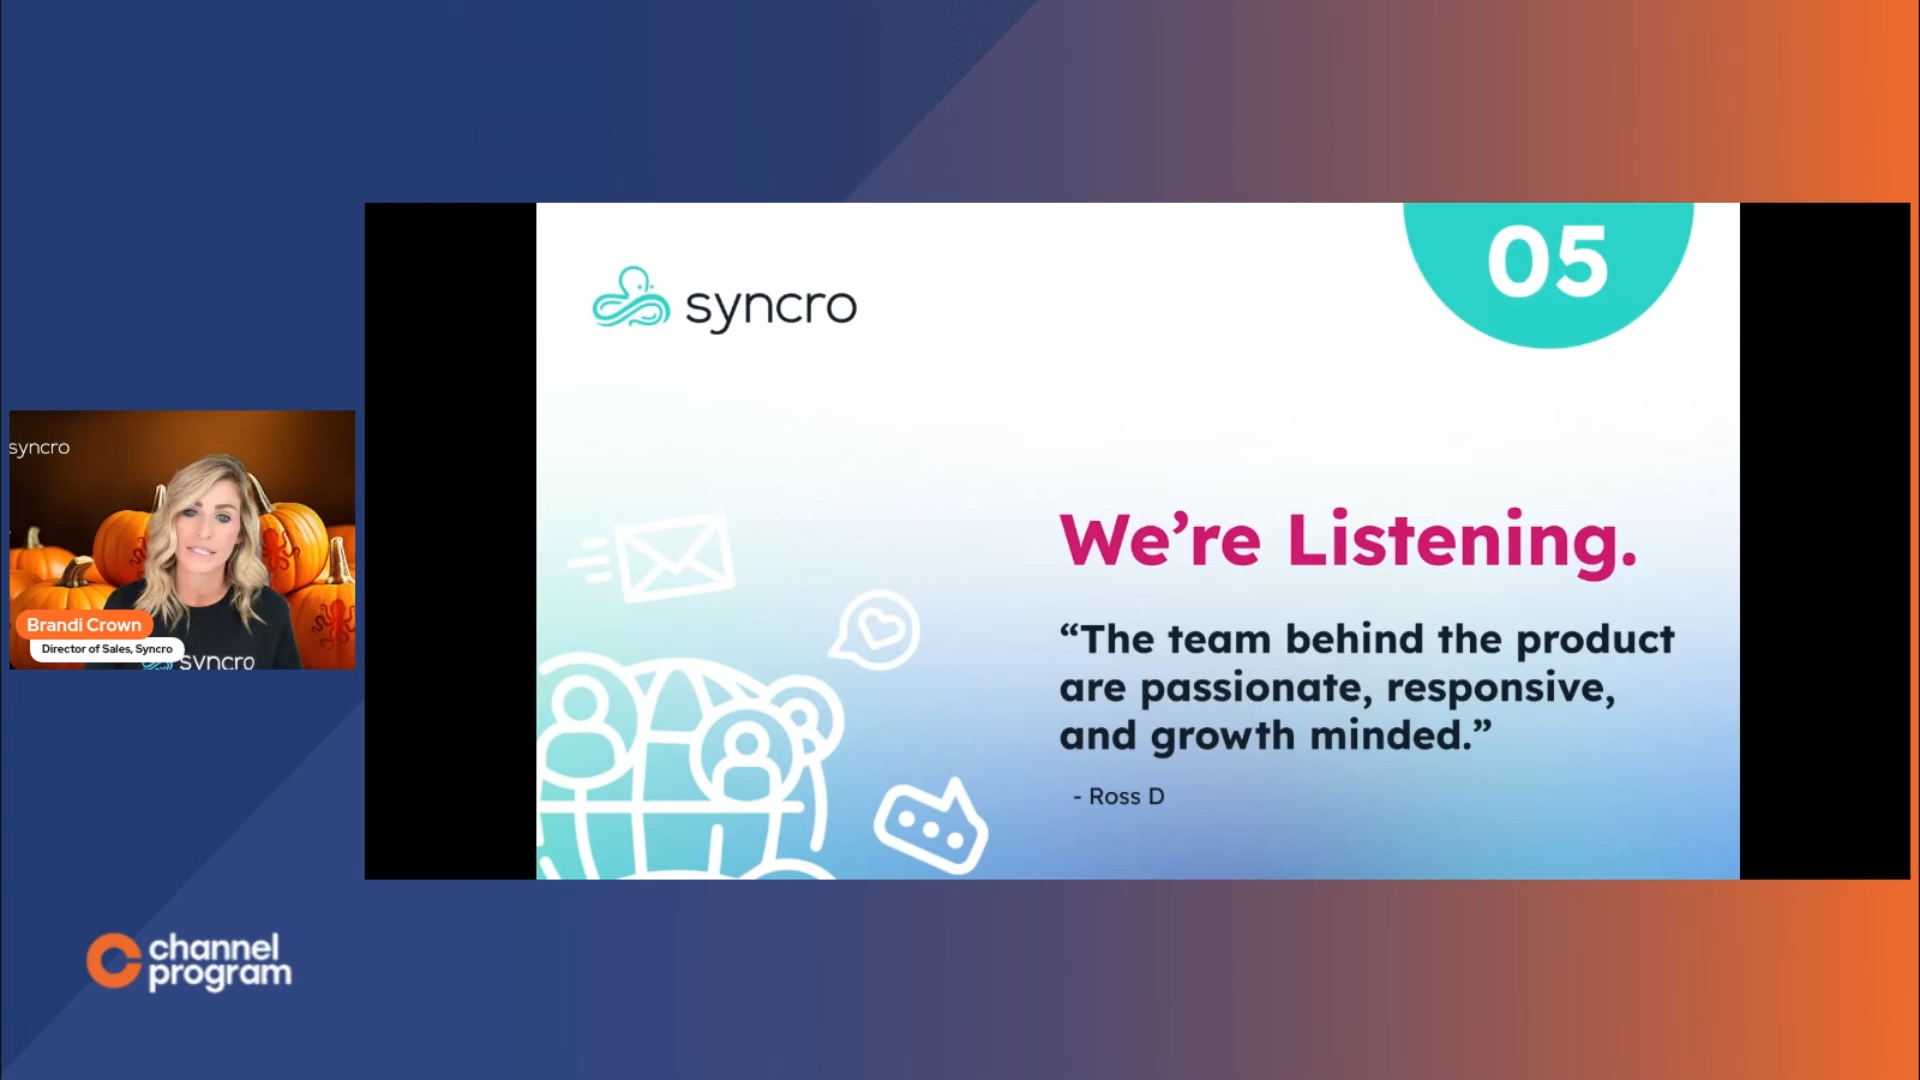 syncro
Brandi Crown
Director of Sales, Syncro
syncro
syncro
05
We’re Listening.
“The team behind the product
are passionate, responsive,
and growth minded.”
- Ross D
channel
program